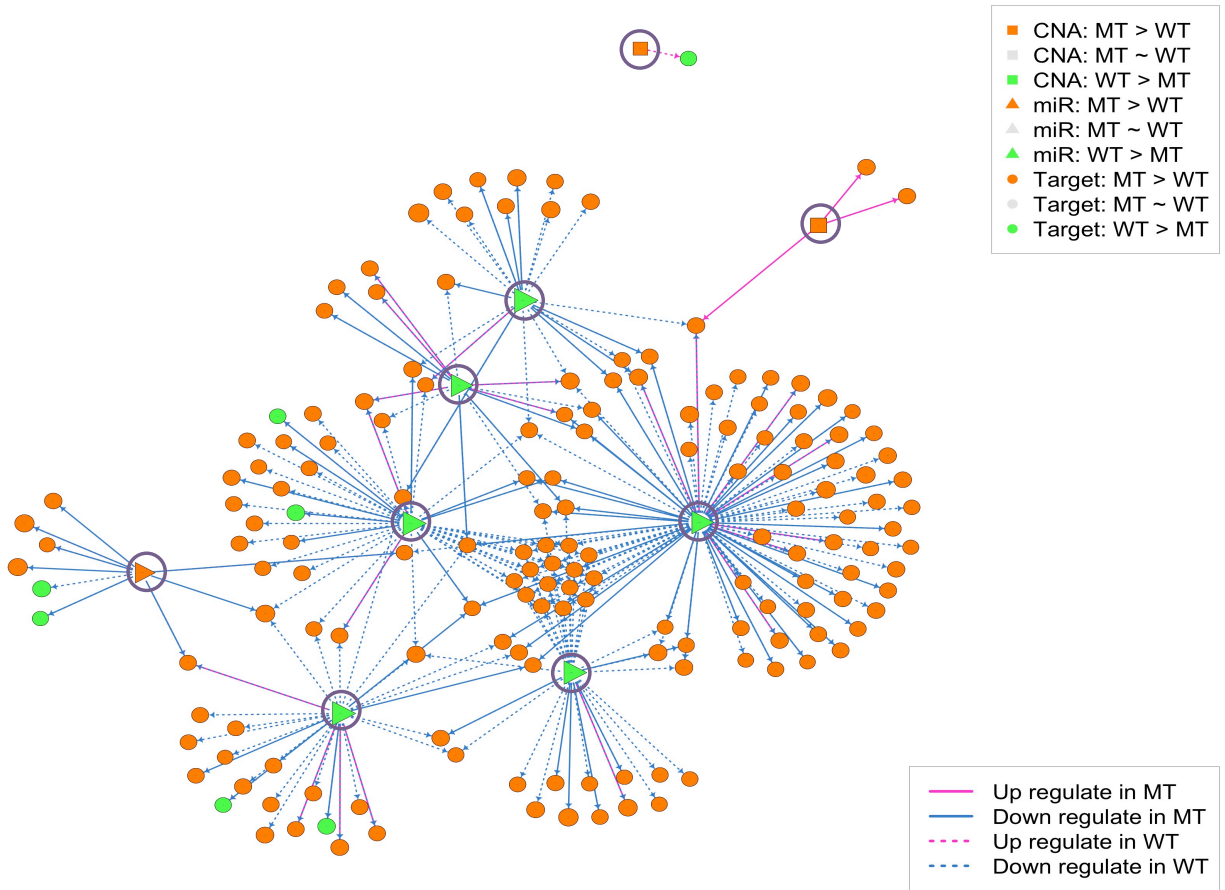 CNA: MT > WT
CNA: MT ~ WT
CNA: WT > MT
miR: MT > WT
miR: MT ~ WT
miR: WT > MT
Target: MT > WT
Target: MT ~ WT
Target: WT > MT
Up regulate in MT
Down regulate in MT
Up regulate in WT
Down regulate in WT